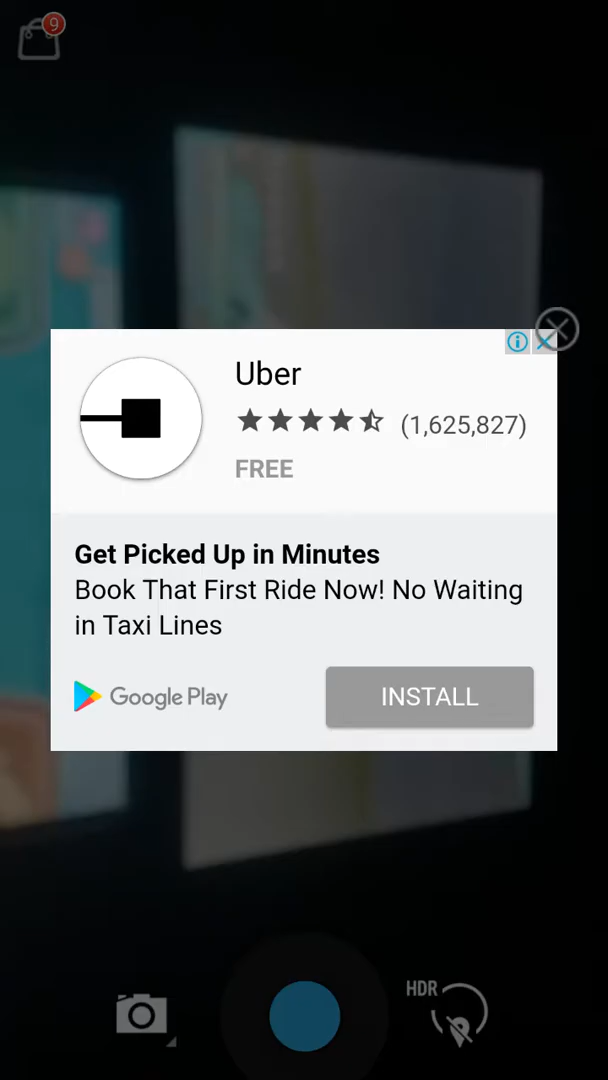 9
Uber
(1,625,827)
FREE
Get Picked Up in Minutes
Book That First Ride Now! No Waiting
in Taxi Lines
Google Play
INSTALL
HDR